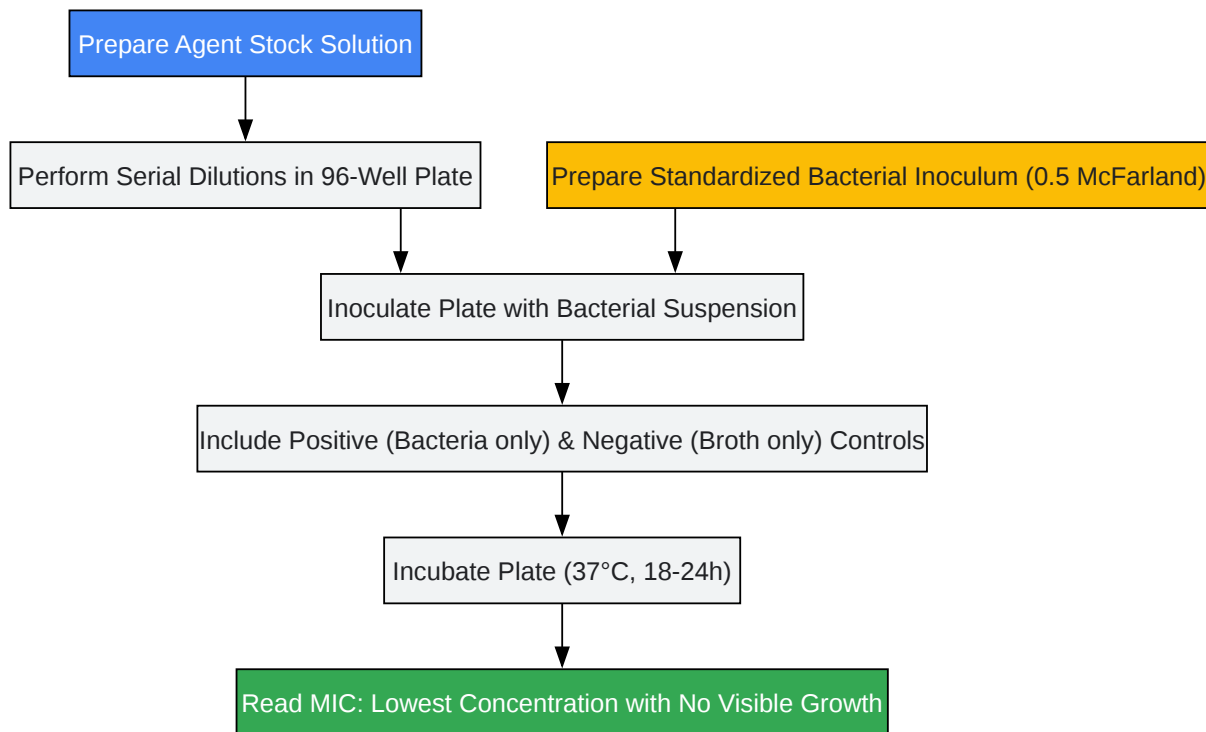 Prepare Agent Stock Solution
Perform Serial Dilutions in 96-Well Plate
Prepare Standardized Bacterial Inoculum (0.5 McFarland)
Inoculate Plate with Bacterial Suspension
Include Positive (Bacteria only) & Negative (Broth only) Controls
Incubate Plate (37°C, 18-24h)
Read MIC: Lowest Concentration with No Visible Growth